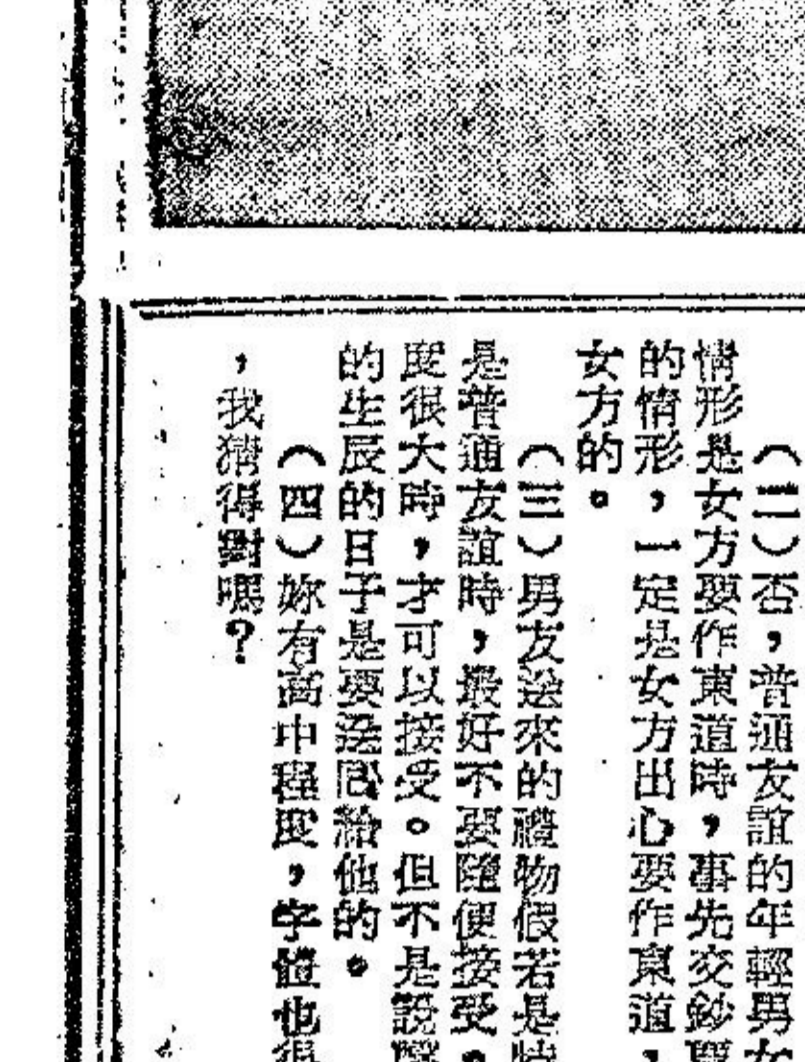 （二）否，普通友誼的年輕男女
情形是女方要作東道時，事先交鈔
的情形，一定是女方出心要作東道，
女方的。
（三）男友送來的禮物假若是
是普通友誼時，最好不要隨便接受。
度很大時，才可以接受。但不是說
的生辰的日子是要送回給他的。
（四）妳有高中程度，字體也很
，我猜得對嗎？